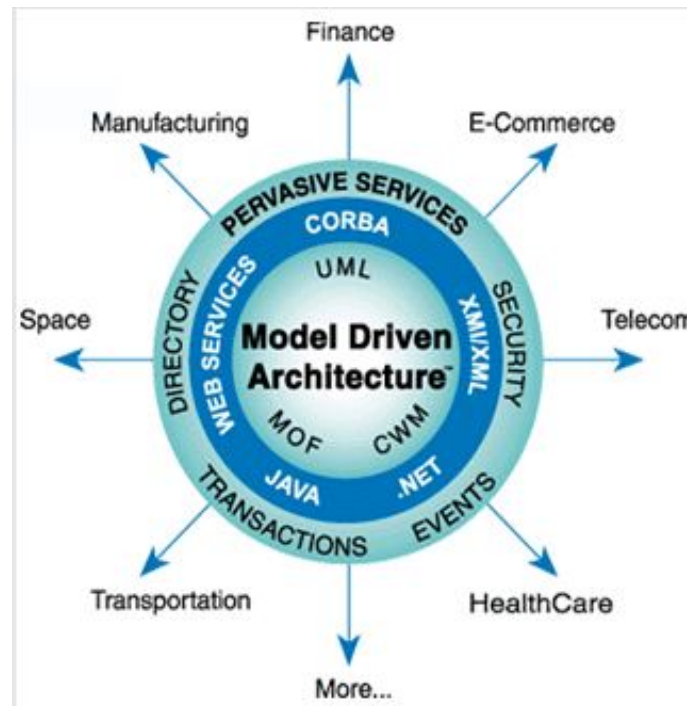 Finance
Manufacturing
E-Commerce
PERVASIVE SERVICES
CORBA
UML
DIRECTORY
WEB SERVICES
XMI/XML
SECURITY
Space
Model Driven
Architecture™
Telecom
MOF
CWM
JAVA
.NET
TRANSACTIONS
EVENTS
Transportation
HealthCare
More...